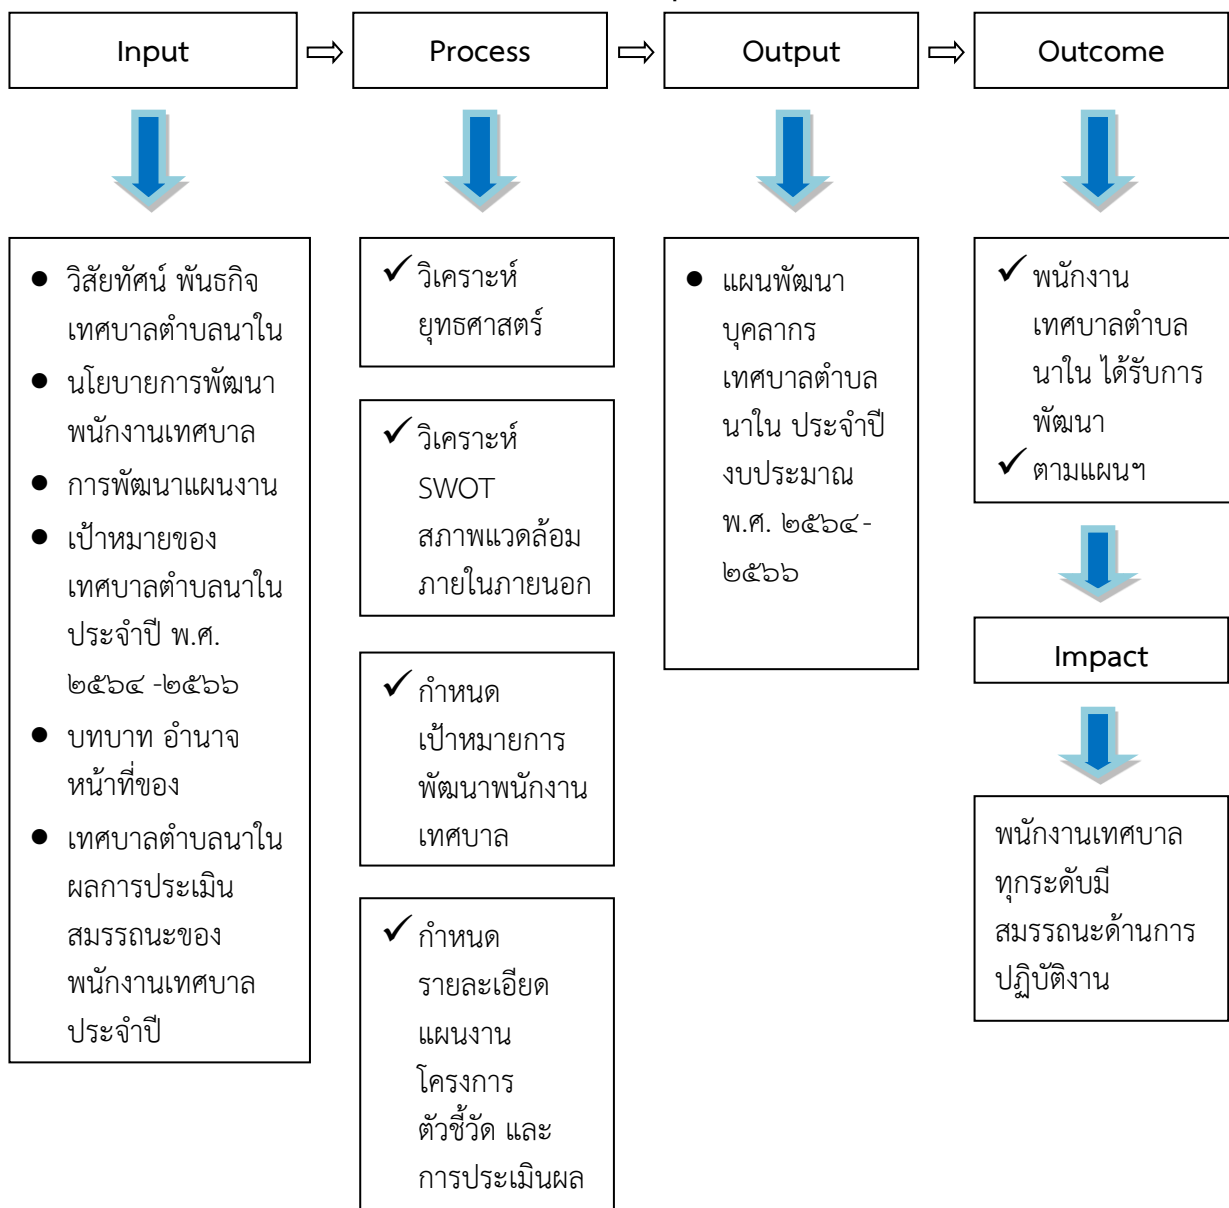 Input
Process
Output
Outcome
● วิสัยทัศน์ พันธกิจ
เทศบาลตำบลนาใน
● นโยบายการพัฒนา
พนักงานเทศบาล
● การพัฒนาแผนงาน
● เป้าหมายของ
เทศบาลตำบลนาใน
ประจำปี พ.ศ.
๒๕๖๔ -๒๕๖๖
● บทบาท อำนาจ
หน้าที่ของ
● เทศบาลตำบลนาใน
ผลการประเมิน
สมรรถนะของ
พนักงานเทศบาล
ประจำปี
✓ วิเคราะห์
ยุทธศาสตร์
✓ วิเคราะห์
SWOT
สภาพแวดล้อม
ภายในภายนอก
✓ กำหนด
เป้าหมายการ
พัฒนาพนักงาน
เทศบาล
✓ กำหนด
รายละเอียด
แผนงาน
โครงการ
ตัวชี้วัด และ
การประเมินผล
● แผนพัฒนา
บุคลากร
เทศบาลตำบล
นาใน ประจำปี
งบประมาณ
พ.ศ. ๒๕๖๔-
๒๕๖๖
✓ พนักงาน
เทศบาลตำบล
นาใน ได้รับการ
พัฒนา
✓ ตามแผนฯ
Impact
พนักงานเทศบาล
ทุกระดับมี
สมรรถนะด้านการ
ปฏิบัติงาน